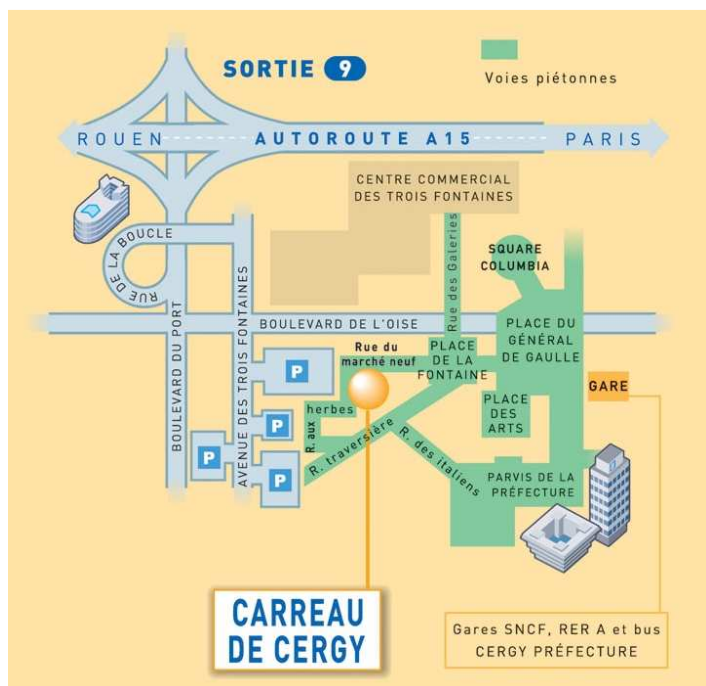 SORTIE 9
Voies piétonnes
ROUEN
AUTOROUTE A15
PARIS
CENTRE COMMERCIAL
DES TROIS FONTAINES
RUE DE LA BOUCLE
Rue des Galeries
SQUARE
COLUMBIA
BOULEVARD DU PORT
AVENUE DES TROIS FONTAINES
BOULEVARD DE L'OISE
PLACE DU
GÉNÉRAL
DE GAULLE
Rue du
marché neuf
PLACE
DE LA
FONTAINE
P
GARE
herbes
R. aux
PLACE
DES
ARTS
P
R. traversière
R. des italiens
P
P
PARVIS DE LA
PRÉFECTURE
CARREAU
DE CERGY
Gares SNCF, RER A et bus
CERGY PRÉFECTURE